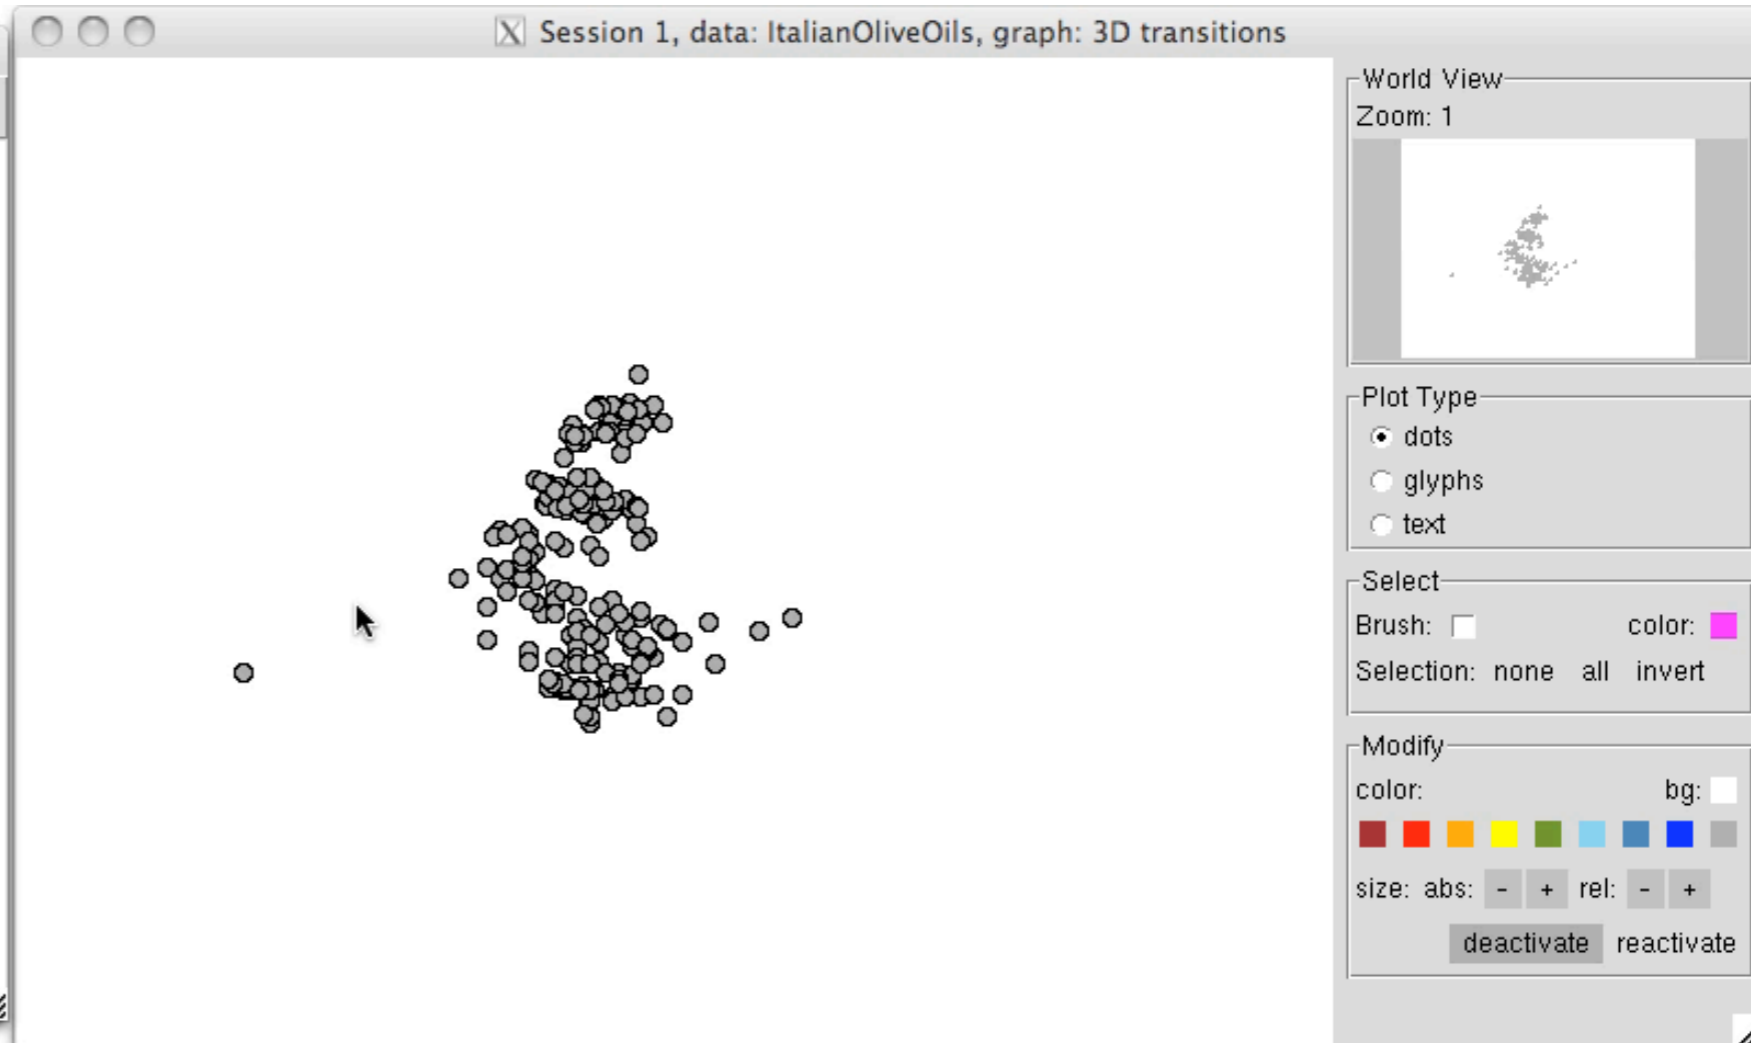 Session 1, data: ItalianOliveOils, graph: 3D transitions
World View
Zoom: 1
Plot Type
dots
glyphs
text
Select
Brush: color:
Selection: none all invert
Modify
color: bg:
size: abs: - + rel: - +
deactivate reactivate